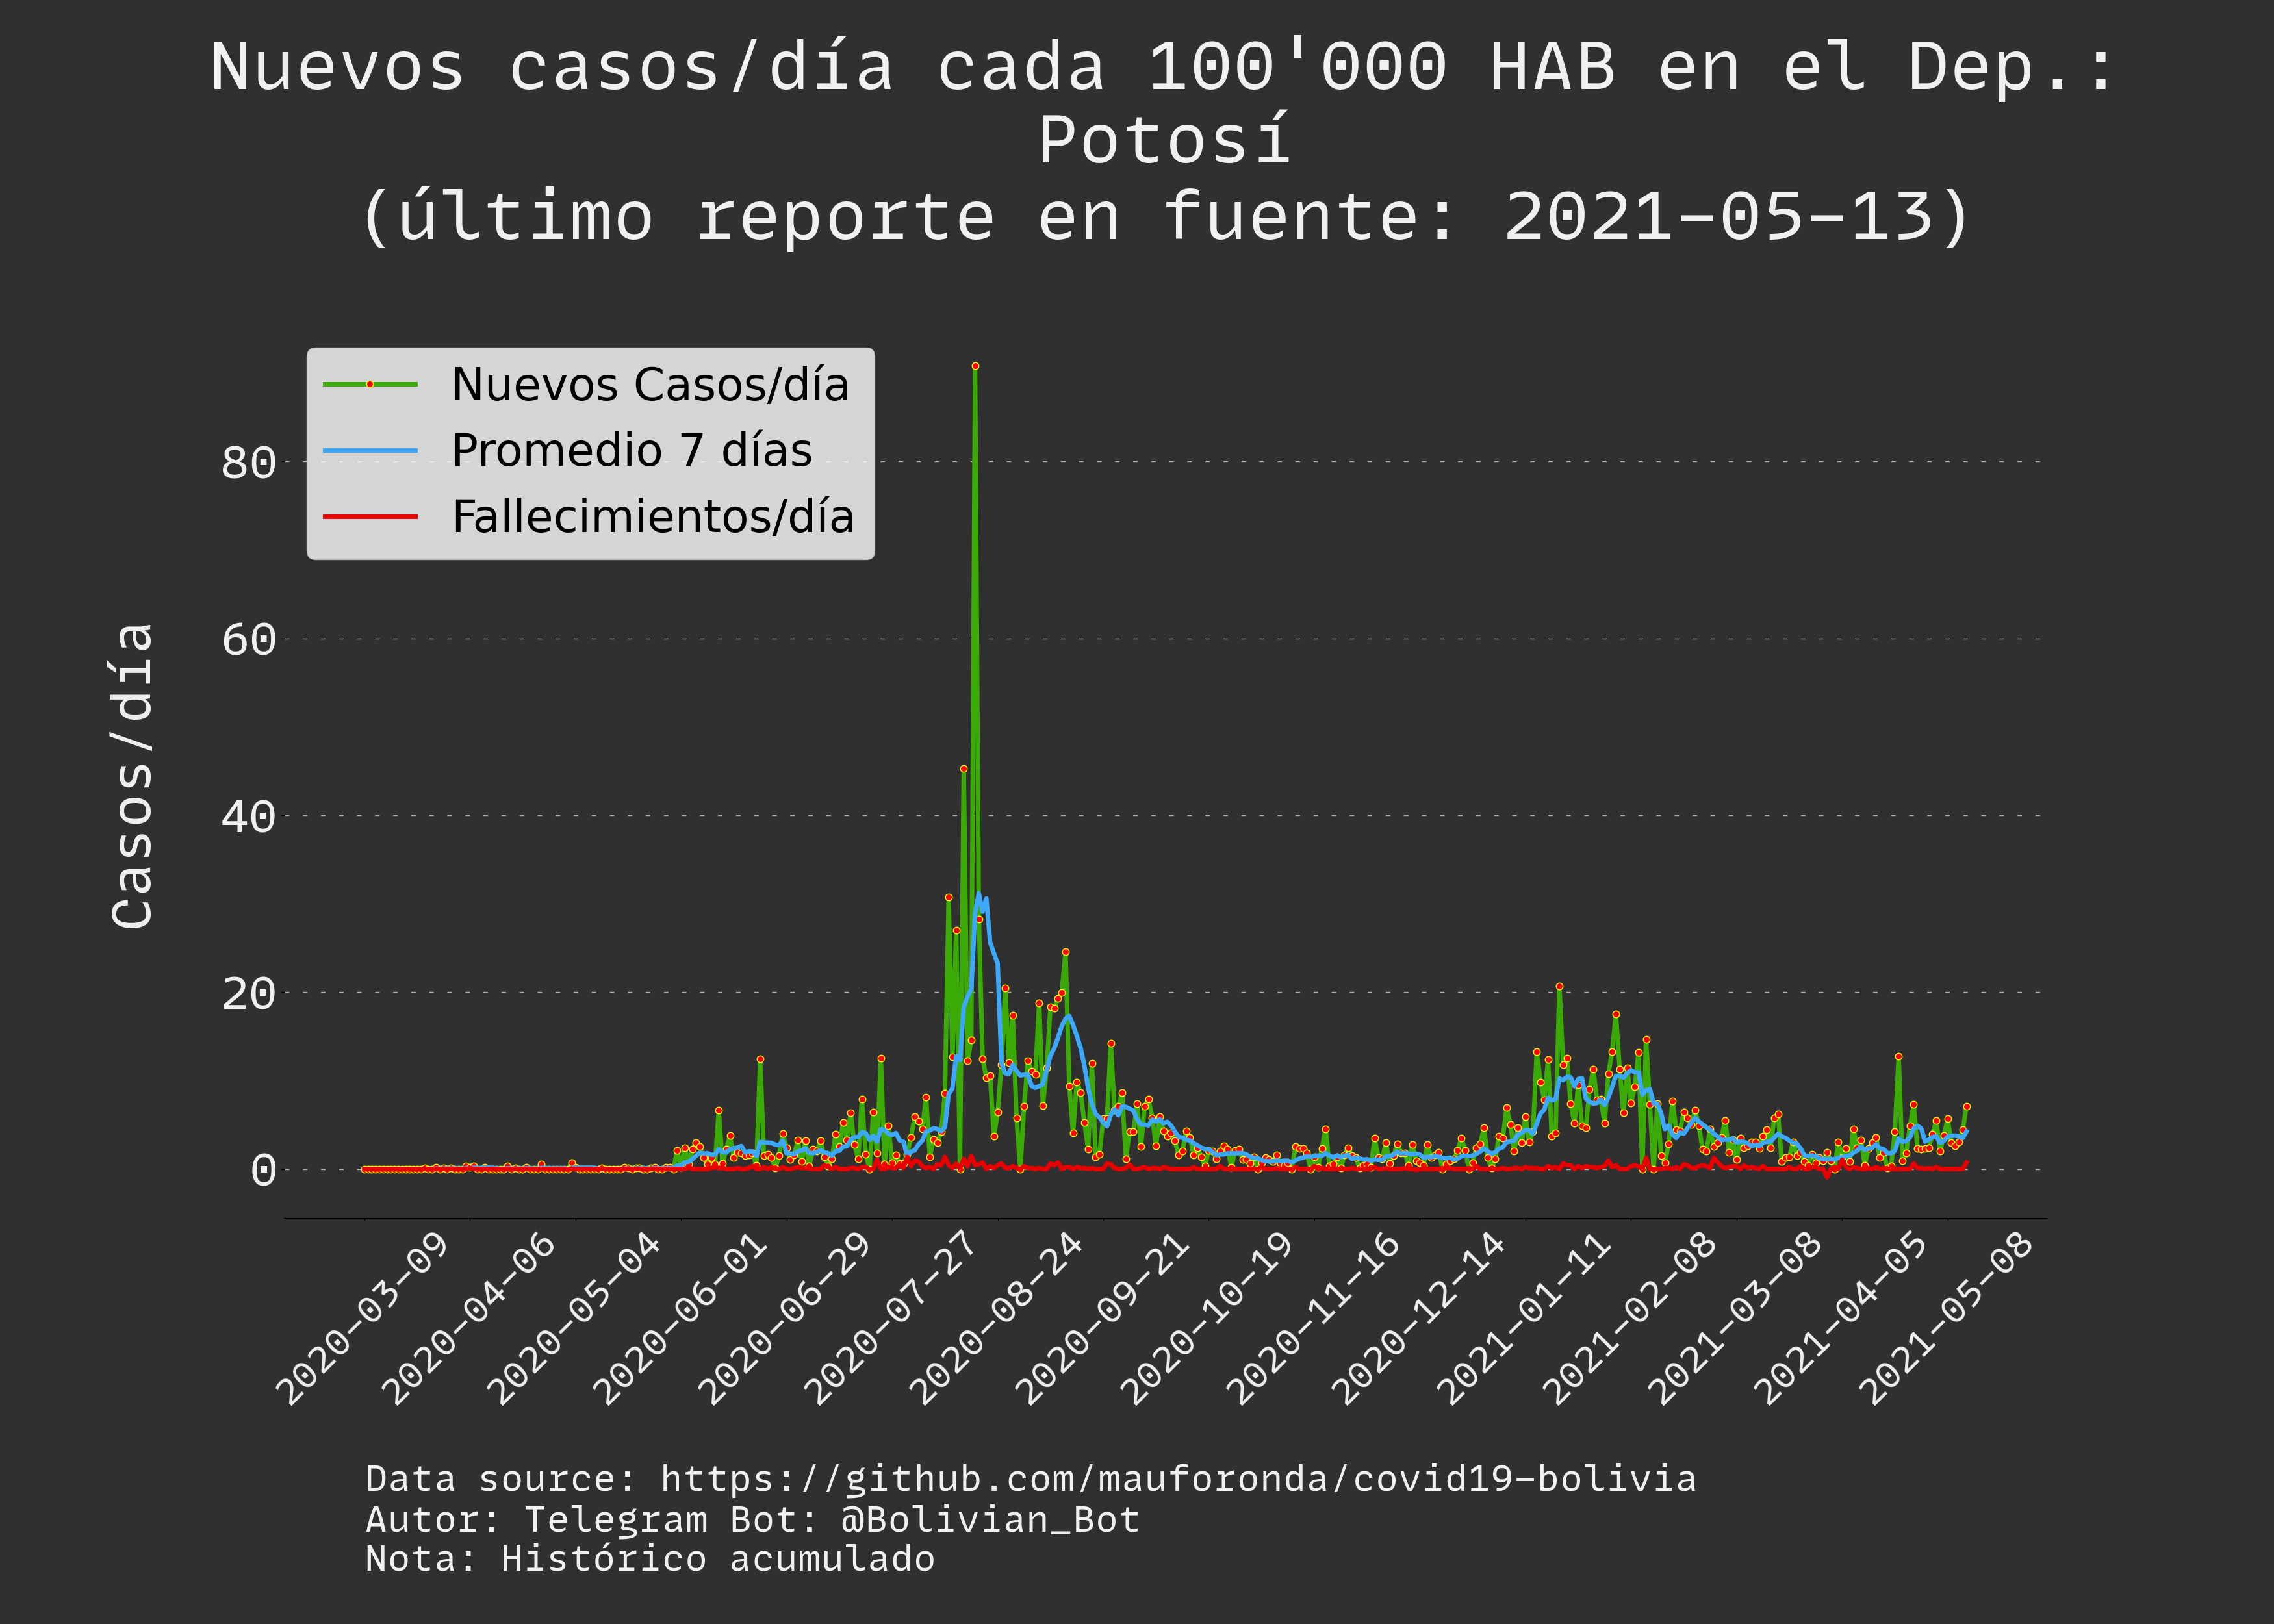 Nuevos casos/día cada 100'000 HAB en el Dep.:
Potosí
(último reporte en fuente: 2021-05-13)
Nuevos Casos/día
Promedio 7 días
Fallecimientos/día
Casos/día
80
60
40
20
0
2020-03-09
2020-04-06
2020-05-04
2020-06-01
2020-06-29
2020-07-27
2020-08-24
2020-09-21
2020-10-19
2020-11-16
2020-12-14
2021-01-11
2021-02-08
2021-03-08
2021-04-05
2021-05-08
Data source: https://github.com/mauforonda/covid19-bolivia
Autor: Telegram Bot: @Bolivian_Bot
Nota: Histórico acumulado